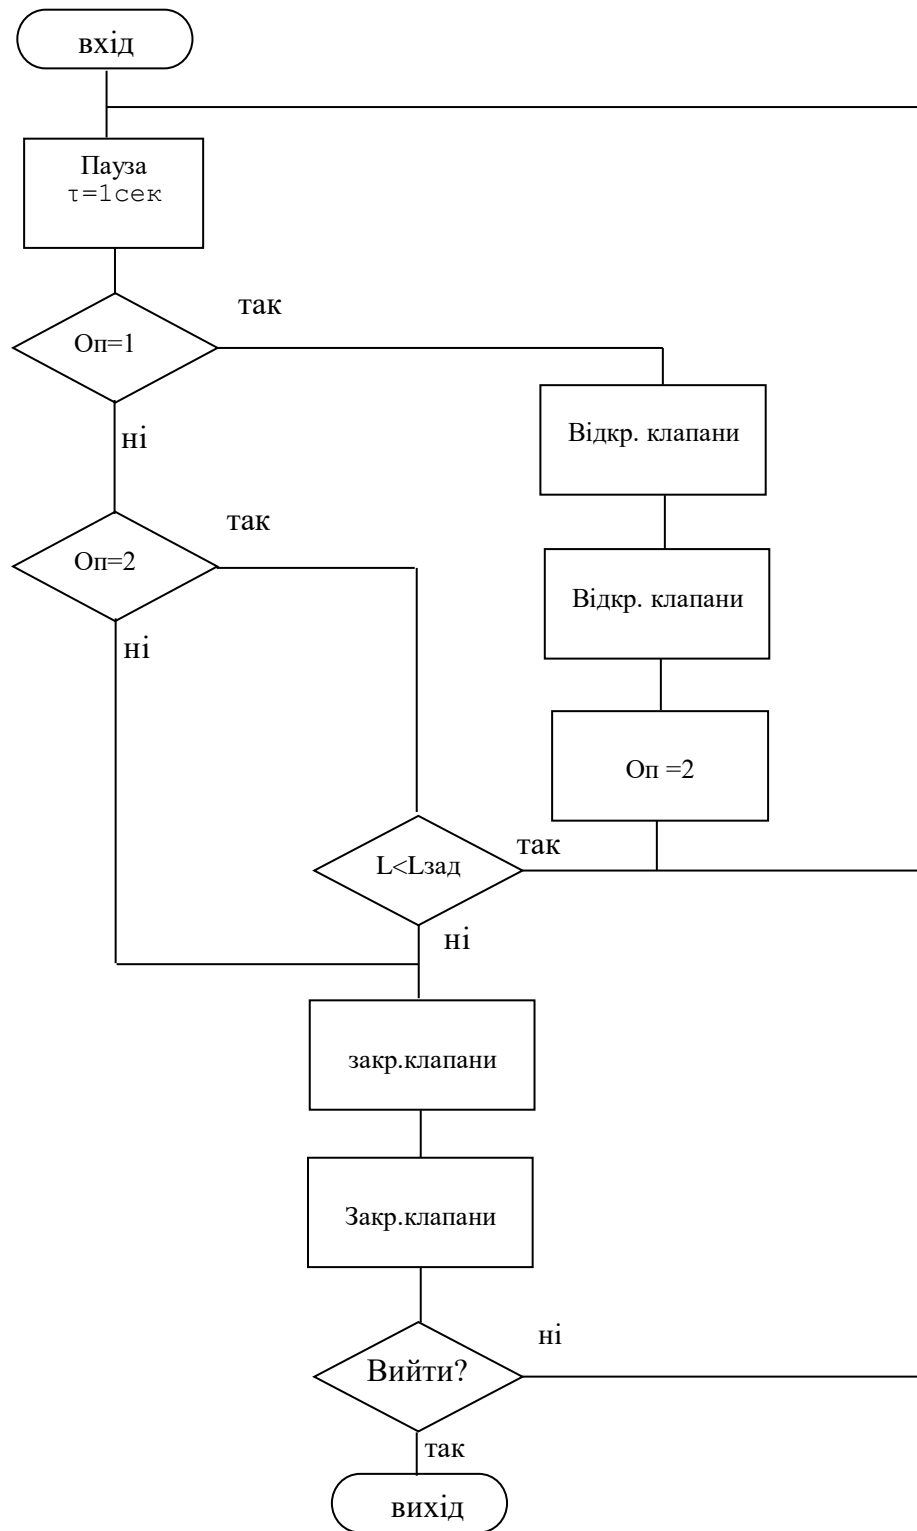 вхід
Пауза
τ=1сек
так
Оп=1
Відкр. клапани
ні
так
Оп=2
Відкр. клапани
ні
Оп =2
так
L<Lзад
ні
закр.клапани
Закр.клапани
ні
Вийти?
так
вихід